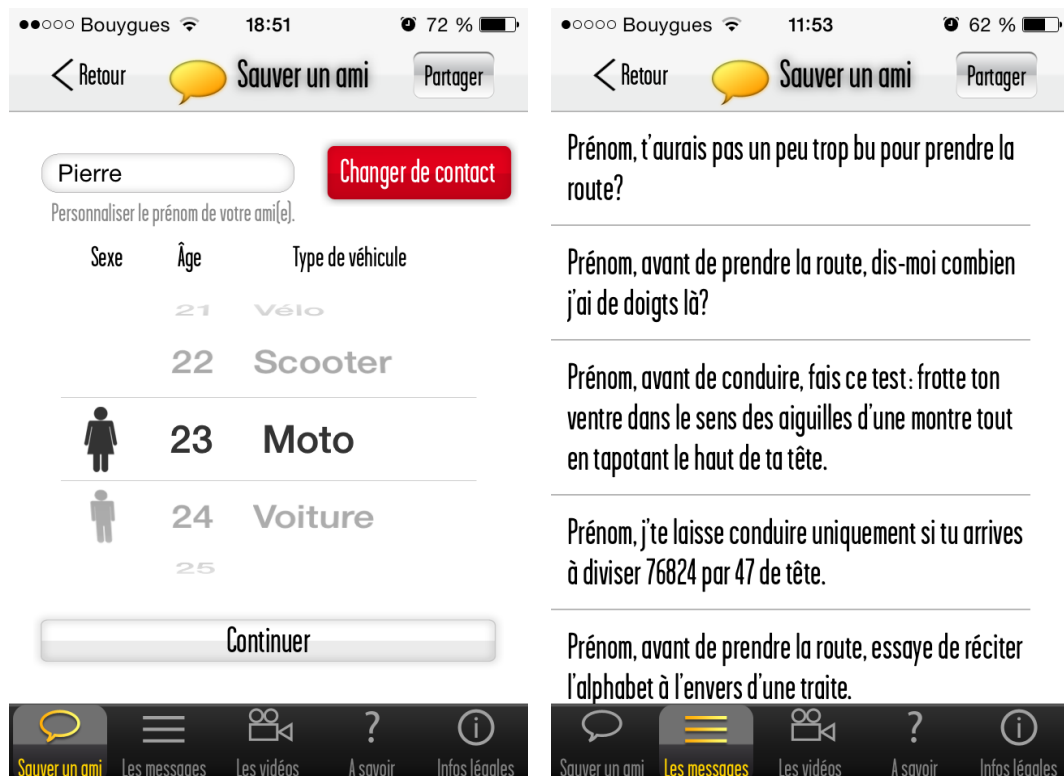 Bouygues 18:51 72 %
Retour Sauver un ami Partager
Pierre Changer de contact
Personnaliser le prénom de votre ami(e).
Sexe Âge Type de véhicule
21 Vélo
22 Scooter
23 Moto
24 Voiture
25
Continuer
Sauver un ami Les messages Les vidéos A savoir Infos légales
Bouygues 11:53 62 %
Retour Sauver un ami Partager
Prénom, t'aurais pas un peu trop bu pour prendre la
route?
Prénom, avant de prendre la route, dis-moi combien
j'ai de doigts là?
Prénom, avant de conduire, fais ce test: frotte ton
ventre dans le sens des aiguilles d'une montre tout
en tapotant le haut de ta tête.
Prénom, j'te laisse conduire uniquement si tu arrives
à diviser 76824 par 47 de tête.
Prénom, avant de prendre la route, essaye de réciter
l'alphabet à l'envers d'une traite.
Sauver un ami Les messages Les vidéos A savoir Infos légales